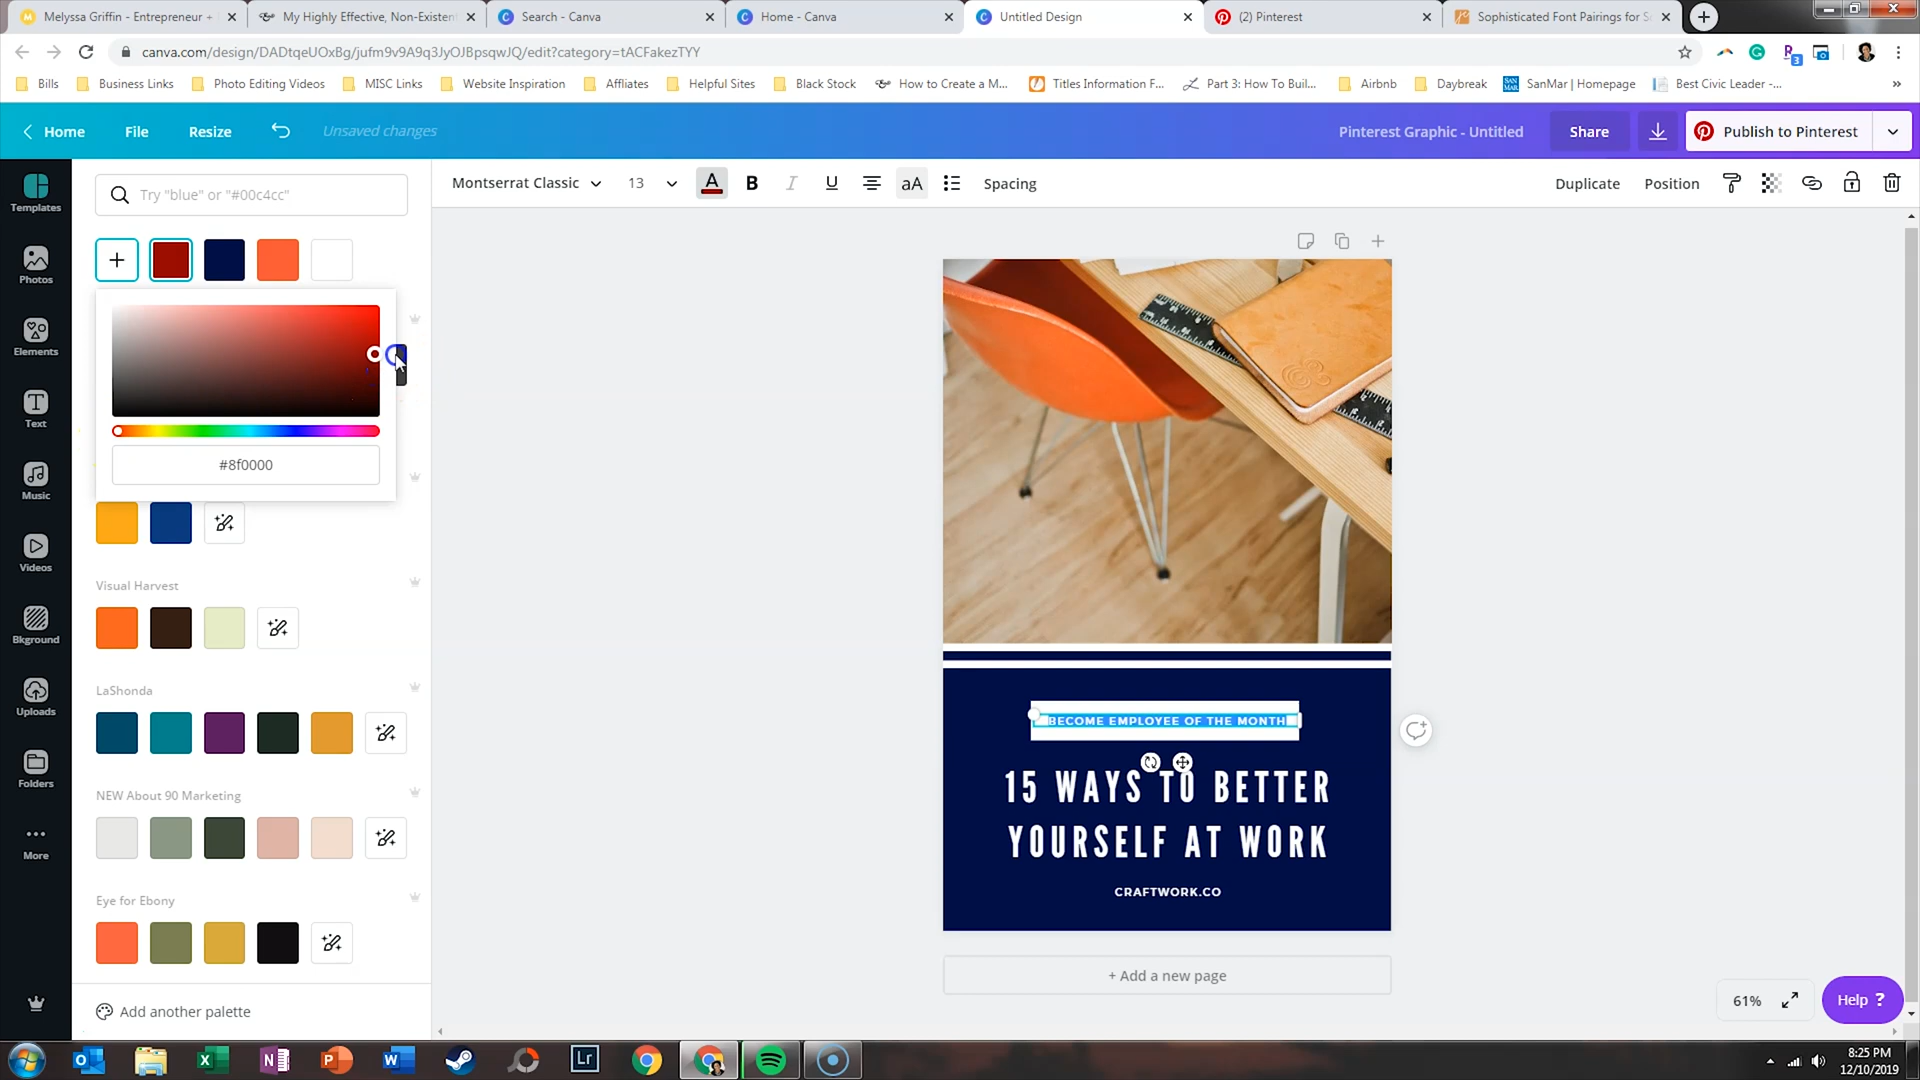 Melyssa Griffin - Entrepreneur +
My Highly Effective, Non-Existen
Search - Canva
Home - Canva
Untitled Design
(2) Pinterest
Sophisticated Font Pairings for S
canva.com/design/DADtqeUOxBg/jufm9v9A9q3JyOJBpsqwJQ/edit?category=tACFakezTYY
3
Bills
Business Links
Photo Editing Videos
MISC Links
Website Inspiration
Affliates
Helpful Sites
Black Stock
How to Create a M...
Titles Information F...
Part 3: How To Buil...
Airbnb
Daybreak
SanMar | Homepage
Best Civic Leader -...
Home
File
Resize
Unsaved changes
Pinterest Graphic - Untitled
Share
Publish to Pinterest
Templates
Photos
Elements
Text
Music
Videos
Bkground
Uploads
Folders
More
Try "blue" or "#00c4cc"
#8f0000
Visual Harvest
LaShonda
NEW About 90 Marketing
Eye for Ebony
Add another palette
Montserrat Classic
13
A
B
I
U
aA
Spacing
Duplicate
Position
BECOME EMPLOYEE OF THE MONTH
15 WAYS TO BETTER
YOURSELF AT WORK
CRAFTWORK.CO
+ Add a new page
61%
Help ?
Lr
8:25 PM
12/10/2019